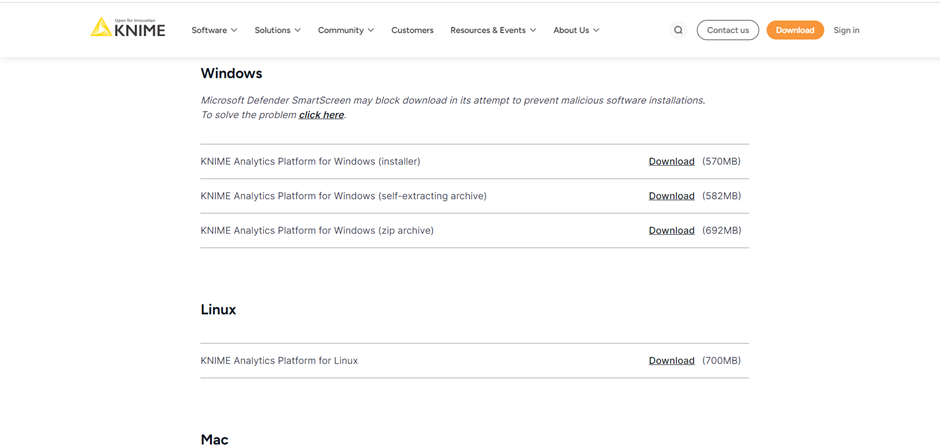 Open for Innovation
KNIME
Software Solutions Community Customers Resources & Events About Us Contact us Download Sign in
Windows
Microsoft Defender SmartScreen may block download in its attempt to prevent malicious software installations.
To solve the problem click here.
KNIME Analytics Platform for Windows (installer) Download (570MB)
KNIME Analytics Platform for Windows (self-extracting archive) Download (582MB)
KNIME Analytics Platform for Windows (zip archive) Download (692MB)
Linux
KNIME Analytics Platform for Linux Download (700MB)
Mac